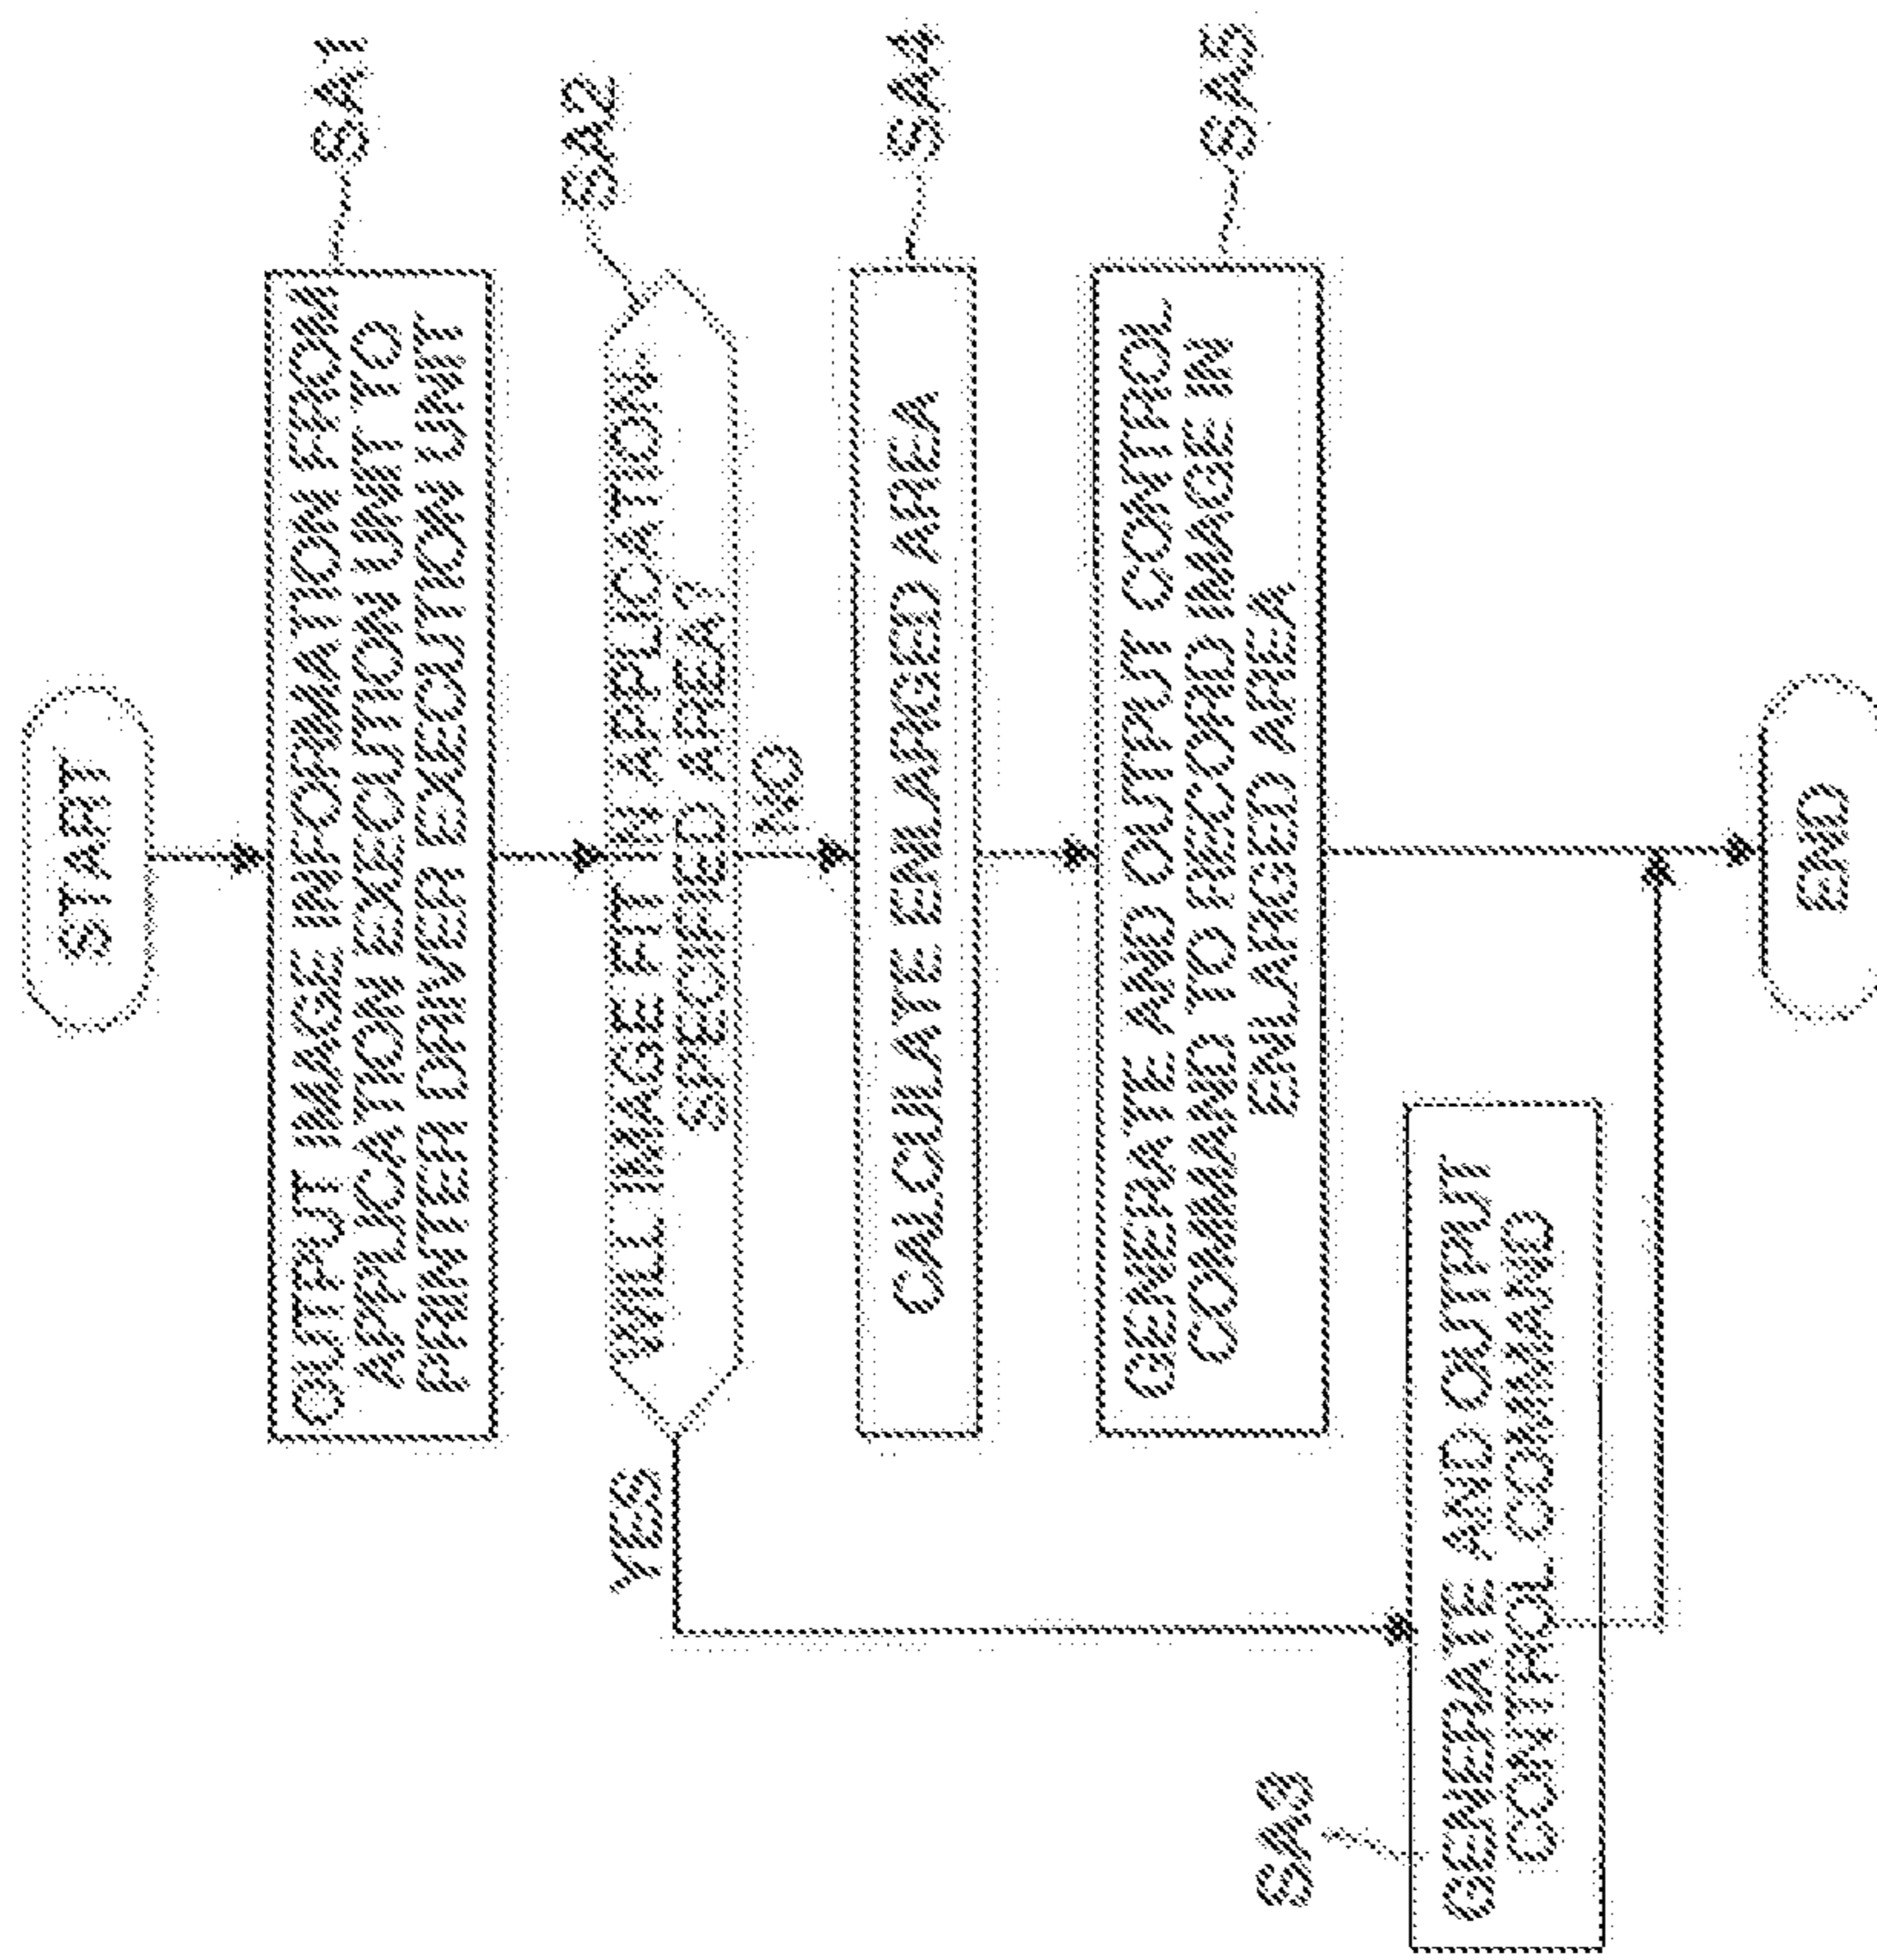 START
OUTPUT IMAGE INFORMATION FROM
APPLICATION EXECUTION UNIT TO
PRINTER DRIVER EXECUTION UNIT
SA1
WILL IMAGE FIT IN APPLICATION-
SPECIFIED AREA?
SA2
YES
NO
CALCULATE ENLARGED AREA
SA4
GENERATE AND OUTPUT CONTROL
COMMAND TO RECORD IMAGE IN
ENLARGED AREA
SA5
SA3
GENERATE AND OUTPUT
CONTROL COMMAND
END